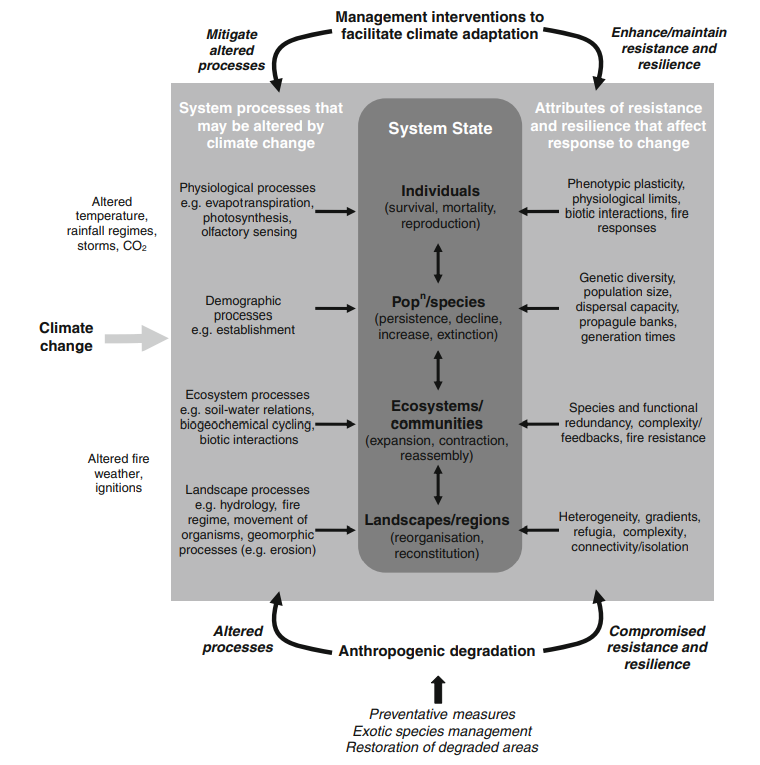 Management interventions to
facilitate climate adaptation
Mitigate
altered
processes
Enhance/maintain
resistance and
resilience
System processes that
may be altered by
climate change
System State
Attributes of resistance
and resilience that affect
response to change
Altered
temperature,
rainfall regimes,
storms, CO2
Climate
change
Altered fire
weather,
ignitions
Physiological processes
e.g. evapotranspiration,
photosynthesis,
olfactory sensing
Individuals
(survival, mortality,
reproduction)
Phenotypic plasticity,
physiological limits,
biotic interactions, fire
responses
Demographic
processes
e.g. establishment
Popn/species
(persistence, decline,
increase, extinction)
Genetic diversity,
population size,
dispersal capacity,
propagule banks,
generation times
Ecosystem processes
e.g. soil-water relations,
biogeochemical cycling,
biotic interactions
Ecosystems/
communities
(expansion, contraction,
reassembly)
Species and functional
redundancy, complexity/
feedbacks, fire resistance
Landscape processes
e.g. hydrology, fire
regime, movement of
organisms, geomorphic
processes (e.g. erosion)
Landscapes/regions
(reorganisation,
reconstitution)
Heterogeneity, gradients,
refugia, complexity,
connectivity/isolation
Altered
processes
Anthropogenic degradation
Compromised
resistance and
resilience
Preventative measures
Exotic species management
Restoration of degraded areas